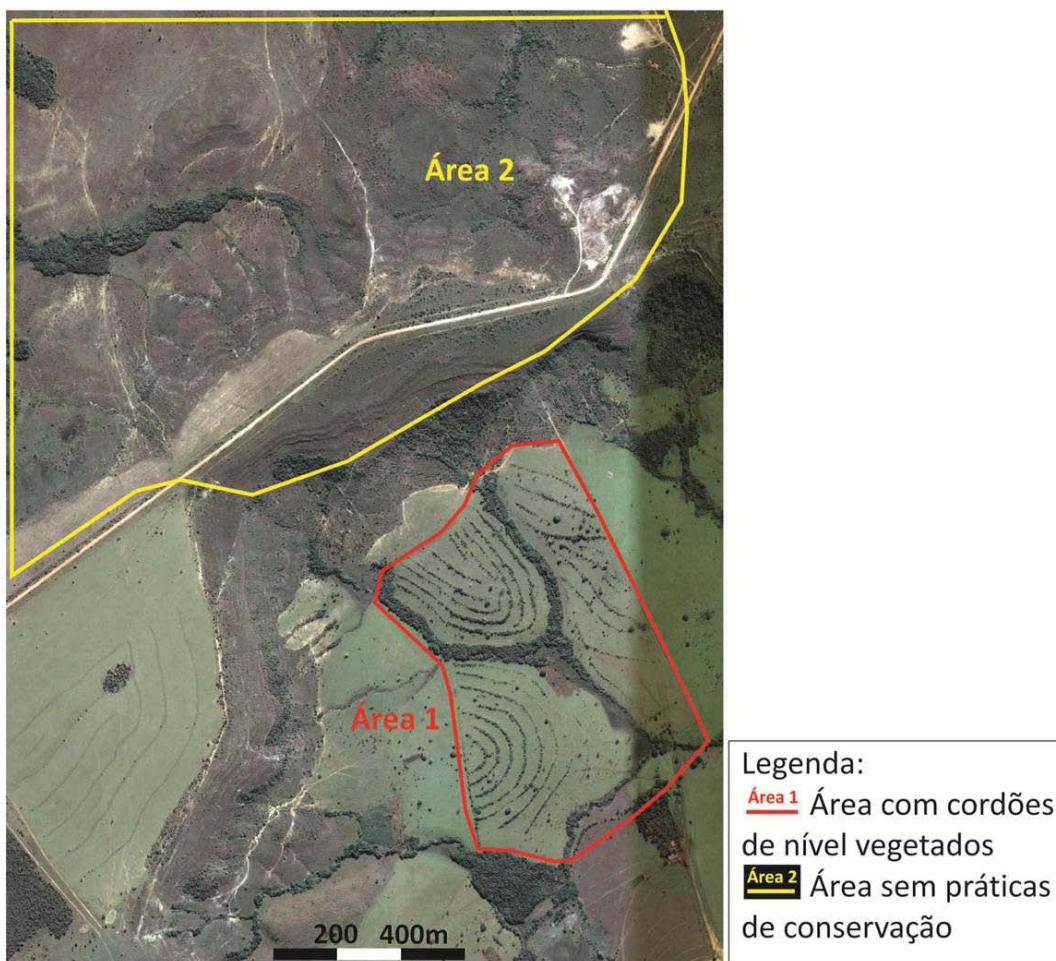 Área 2
Área 1
200 400m
Legenda:
Área 1 Área com cordões
de nível vegetados
Área 2 Área sem práticas
de conservação